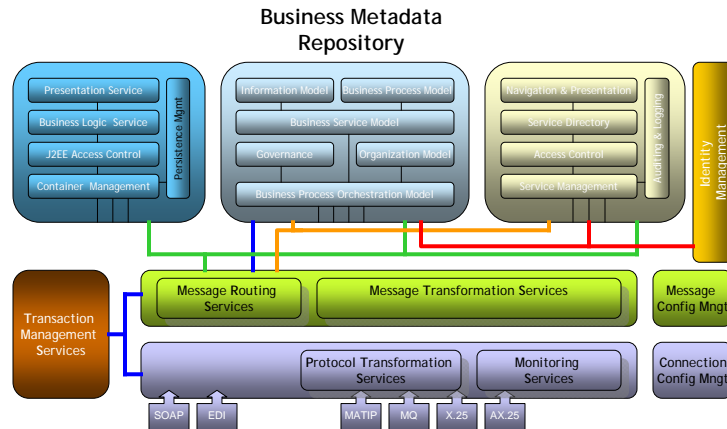 Business Metadata
Repository
Presentation Service
Business Logic Service
J2EE Access Control
Container Management
Persistence Mgmt
Information Model
Business Process Model
Business Service Model
Governance
Organization Model
Business Process Orchestration Model
Navigation & Presentation
Service Directory
Access Control
Service Management
Auditing & Logging
Identity
Management
Transaction
Management
Services
Message Routing
Services
Message Transformation Services
Message
Config Mngt
Protocol Transformation
Services
Monitoring
Services
Connection
Config Mngt
SOAP
EDI
MATIP
MQ
X.25
AX.25